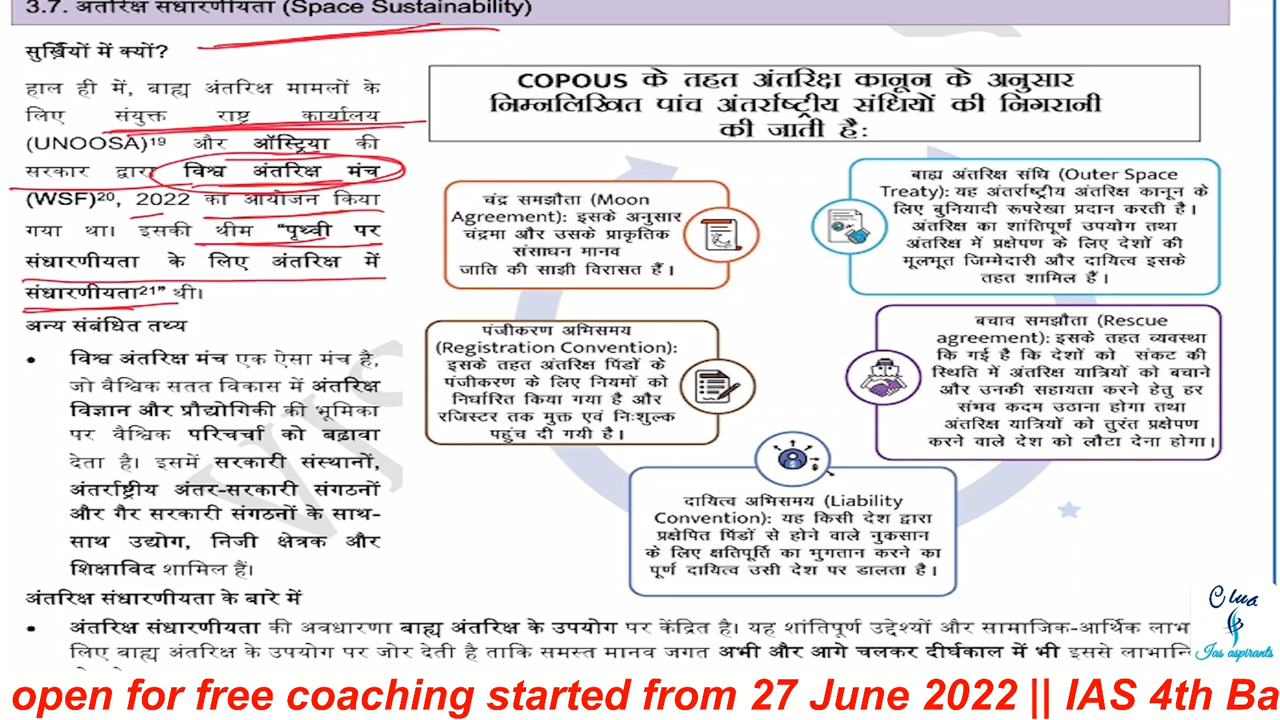 3.7. अंतरिक्ष संधारणीयता (Space Sustainability)
सुर्ख़ियों में क्यों?
हाल ही में, बाह्य अंतरिक्ष मामलों के
लिए संयुक्त राष्ट्र कार्यालय
(UNOOSA)¹⁹ और ऑस्ट्रिया की
सरकार द्वारा विश्व अंतरिक्ष मंच
(WSF)²⁰, 2022 का आयोजन किया
गया था। इसकी थीम "पृथ्वी पर
संधारणीयता के लिए अंतरिक्ष में
संधारणीयता²¹" थी।
अन्य संबंधित तथ्य
• विश्व अंतरिक्ष मंच एक ऐसा मंच है,
जो वैश्विक सतत विकास में अंतरिक्ष
विज्ञान और प्रौद्योगिकी की भूमिका
पर वैश्विक परिचर्चा को बढ़ावा
देता है। इसमें सरकारी संस्थानों,
अंतर्राष्ट्रीय अंतर-सरकारी संगठनों
और गैर सरकारी संगठनों के साथ-
साथ उद्योग, निजी क्षेत्रक और
शिक्षाविद शामिल हैं।
COPOUS के तहत अंतरिक्ष कानून के अनुसार
निम्नलिखित पांच अंतर्राष्ट्रीय संधियों की निगरानी
की जाती है:
चंद्र समझौता (Moon
Agreement): इसके अनुसार
चंद्रमा और उसके प्राकृतिक
संसाधन मानव
जाति की साझी विरासत हैं।
बाह्य अंतरिक्ष संधि (Outer Space
Treaty): यह अंतर्राष्ट्रीय अंतरिक्ष कानून के
लिए बुनियादी रूपरेखा प्रदान करती है।
अंतरिक्ष का शांतिपूर्ण उपयोग तथा
अंतरिक्ष में प्रक्षेपण के लिए देशों की
मूलभूत जिम्मेदारी और दायित्व इसके
तहत शामिल हैं।
पंजीकरण अभिसमय
(Registration Convention):
इसके तहत अंतरिक्ष पिंडों के
पंजीकरण के लिए नियमों को
निर्धारित किया गया है और
रजिस्टर तक मुक्त एवं निःशुल्क
पहुंच दी गयी है।
बचाव समझौता (Rescue
agreement): इसके तहत व्यवस्था
कि गई है कि देशों को संकट की
स्थिति में अंतरिक्ष यात्रियों को बचाने
और उनकी सहायता करने हेतु हर
संभव कदम उठाना होगा तथा
अंतरिक्ष यात्रियों को तुरंत प्रक्षेपण
करने वाले देश को लौटा देना होगा।
दायित्व अभिसमय (Liability
Convention): यह किसी देश द्वारा
प्रक्षेपित पिंडों से होने वाले नुकसान
के लिए क्षतिपूर्ति का भुगतान करने का
पूर्ण दायित्व उसी देश पर डालता है।
अंतरिक्ष संधारणीयता के बारे में
• अंतरिक्ष संधारणीयता की अवधारणा बाह्य अंतरिक्ष के उपयोग पर केंद्रित है। यह शांतिपूर्ण उद्देश्यों और सामाजिक-आर्थिक लाभ
लिए बाह्य अंतरिक्ष के उपयोग पर जोर देती है ताकि समस्त मानव जगत अभी और आगे चलकर दीर्घकाल में भी इससे लाभान्
Ias aspirants
open for free coaching started from 27 June 2022 || IAS 4th Ba